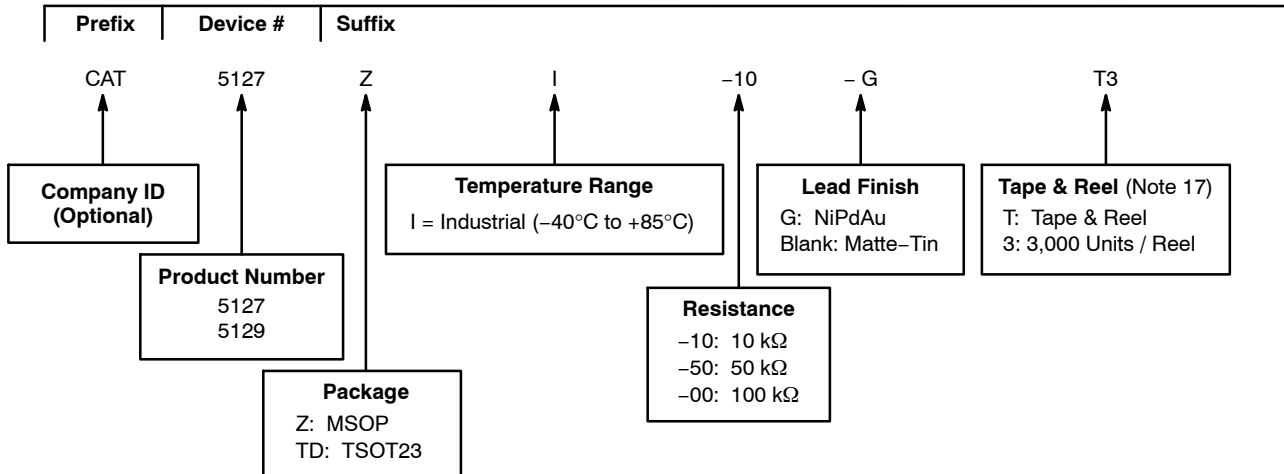 Prefix Device # Suffix
CAT 5127 Z I −10 − G T3
Company ID
(Optional)
Temperature Range
I = Industrial (−40°C to +85°C)
Lead Finish
G: NiPdAu
Blank: Matte−Tin
Tape & Reel (Note 17)
T: Tape & Reel
3: 3,000 Units / Reel
Product Number
5127
5129
Resistance
−10: 10 kΩ
−50: 50 kΩ
−00: 100 kΩ
Package
Z: MSOP
TD: TSOT23